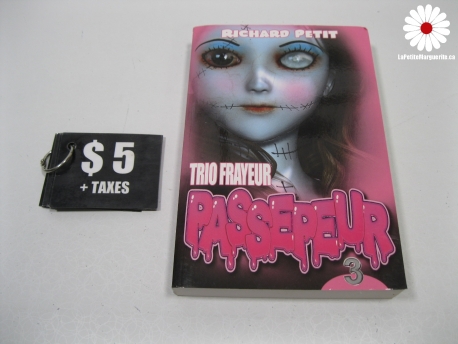 LaPetiteMarguerite.ca
RICHARD PETIT
$5
+ TAXES
TRIO FRAYEUR
PASSEPEUR
3